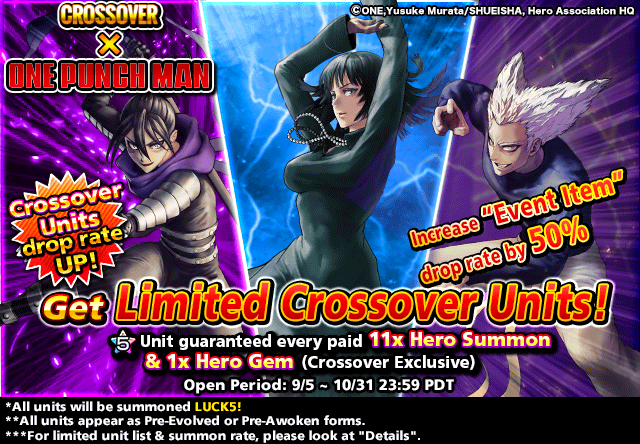 ©ONE,Yusuke Murata/SHUEISHA, Hero Association HQ
CROSSOVER
X
ONE PUNCH MAN
Crossover
Units
drop rate
UP!
Increase "Event Item"
drop rate by 50%
Get Limited Crossover Units!
5 Unit guaranteed every paid 11x Hero Summon
& 1x Hero Gem (Crossover Exclusive)
Open Period: 9/5 ~ 10/31 23:59 PDT
*All units will be summoned LUCK5!
**All units appear as Pre-Evolved or Pre-Awoken forms.
***For limited unit list & summon rate, please look at "Details".